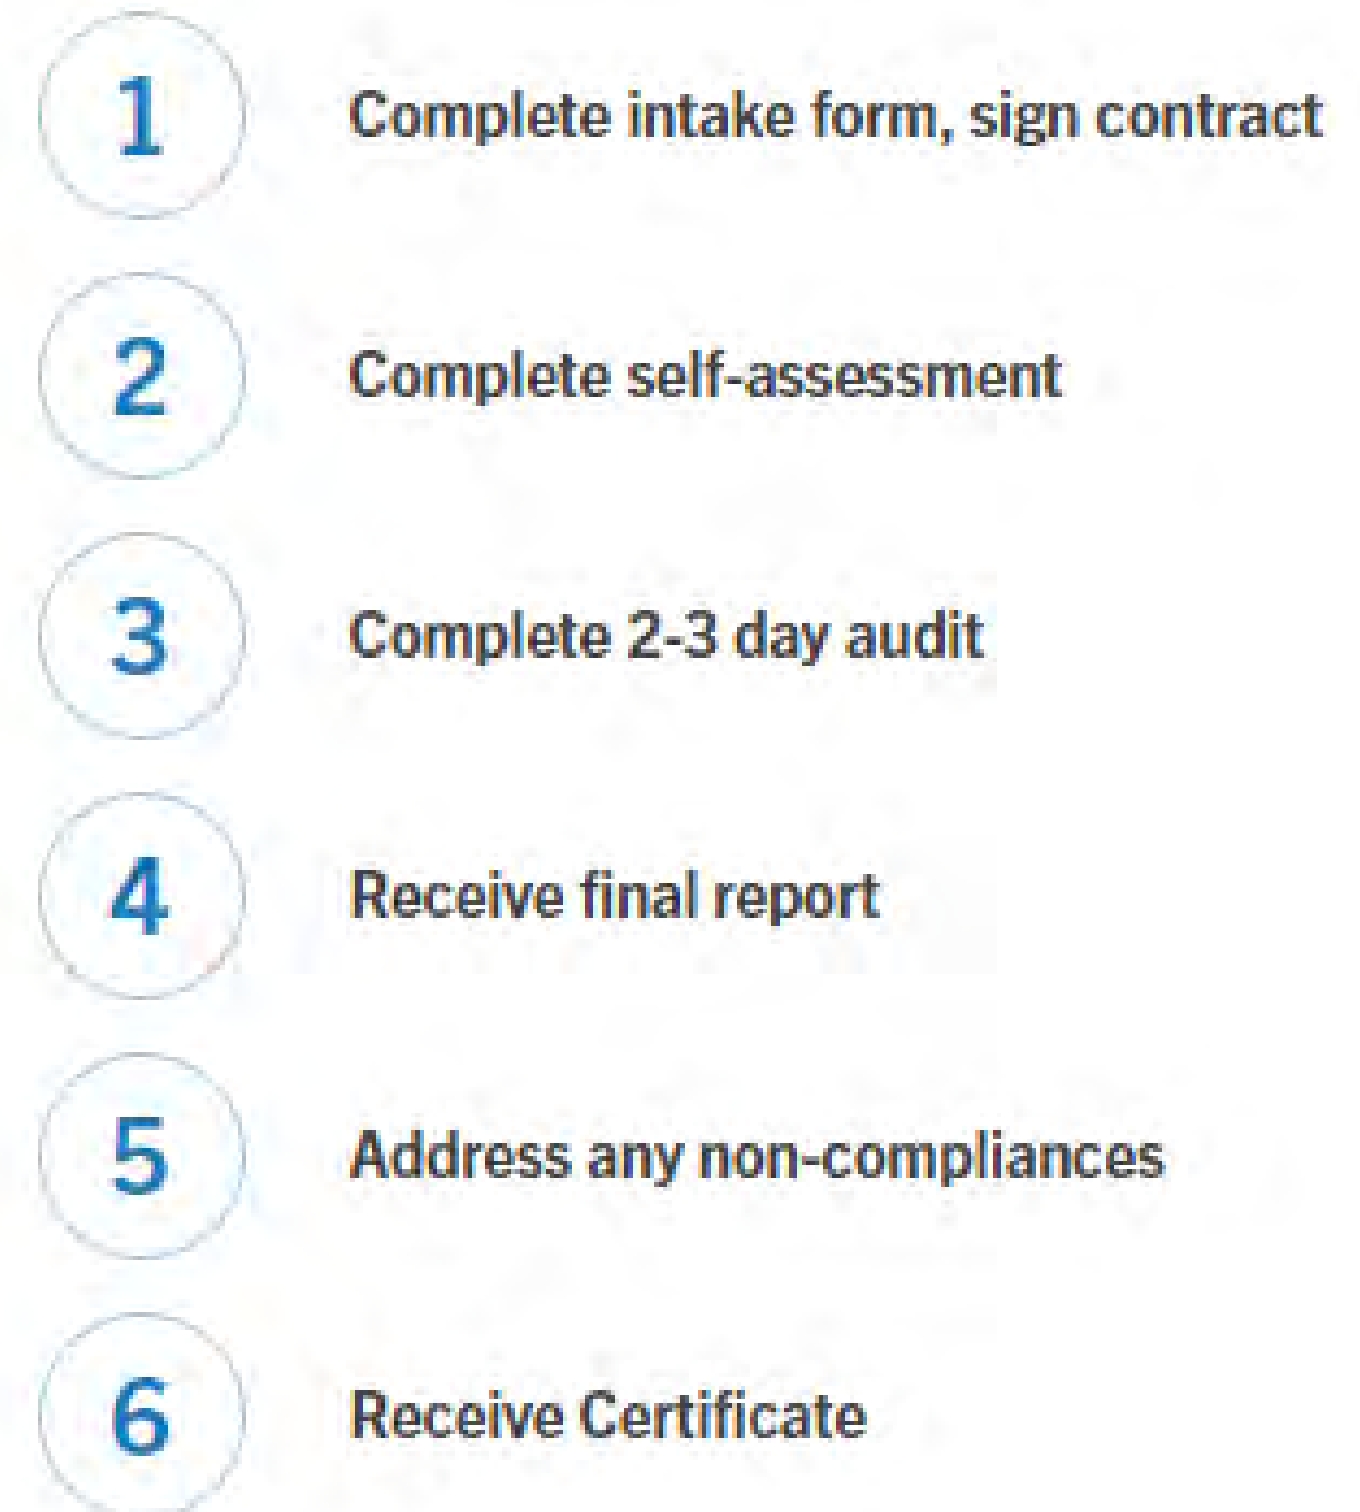 1 Complete intake form, sign contract
2 Complete self-assessment
3 Complete 2-3 day audit
4 Receive final report
5 Address any non-compliances
6 Receive Certificate